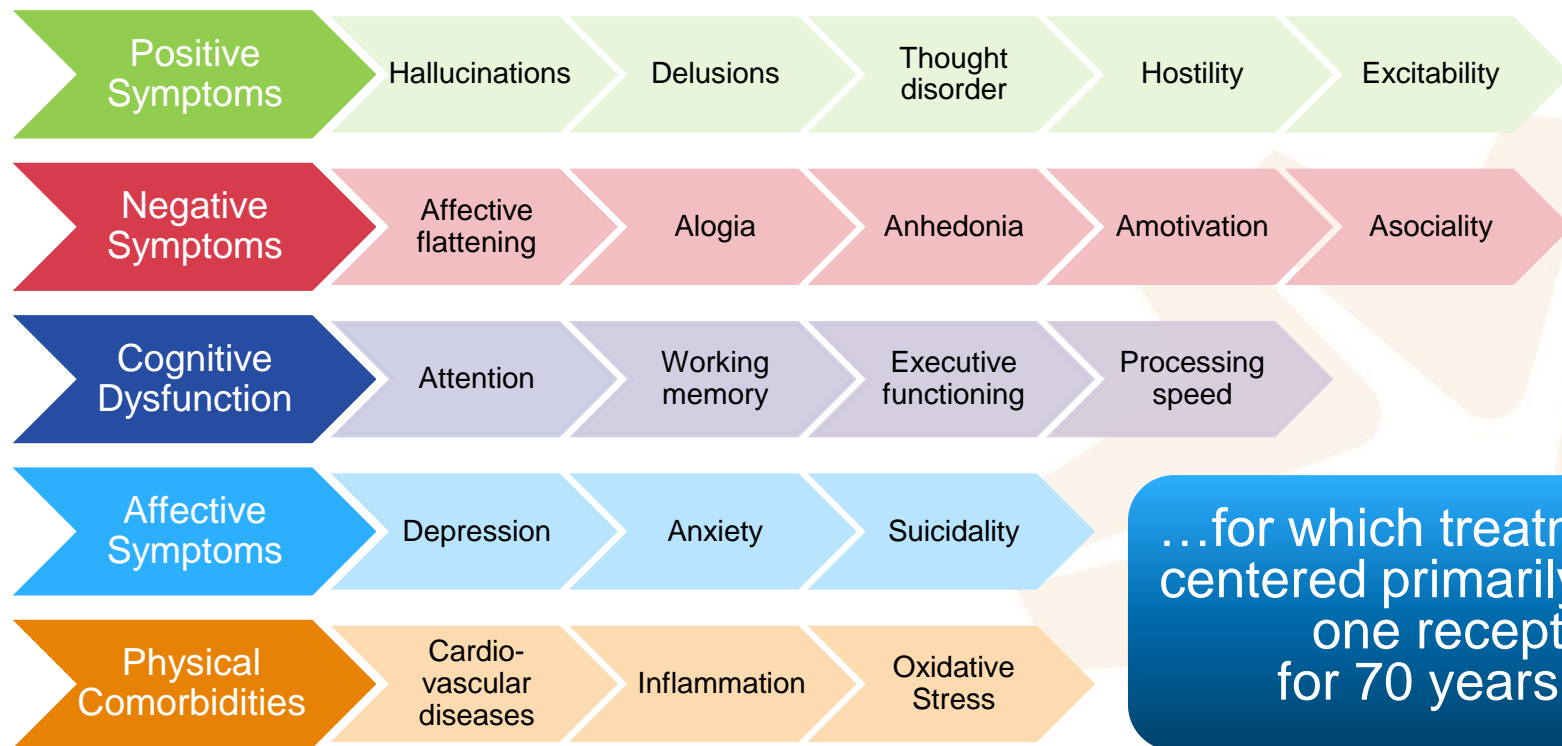 Positive
Symptoms
Hallucinations
Delusions
Thought
disorder
Hostility
Excitability
Negative
Symptoms
Affective
flattening
Alogia
Anhedonia
Amotivation
Asociality
Cognitive
Dysfunction
Attention
Working
memory
Executive
functioning
Processing
speed
Affective
Symptoms
Depression
Anxiety
Suicidality
Physical
Comorbidities
Cardio-
vascular
diseases
Inflammation
Oxidative
Stress
…for which
centered primarily
one
for 70 years